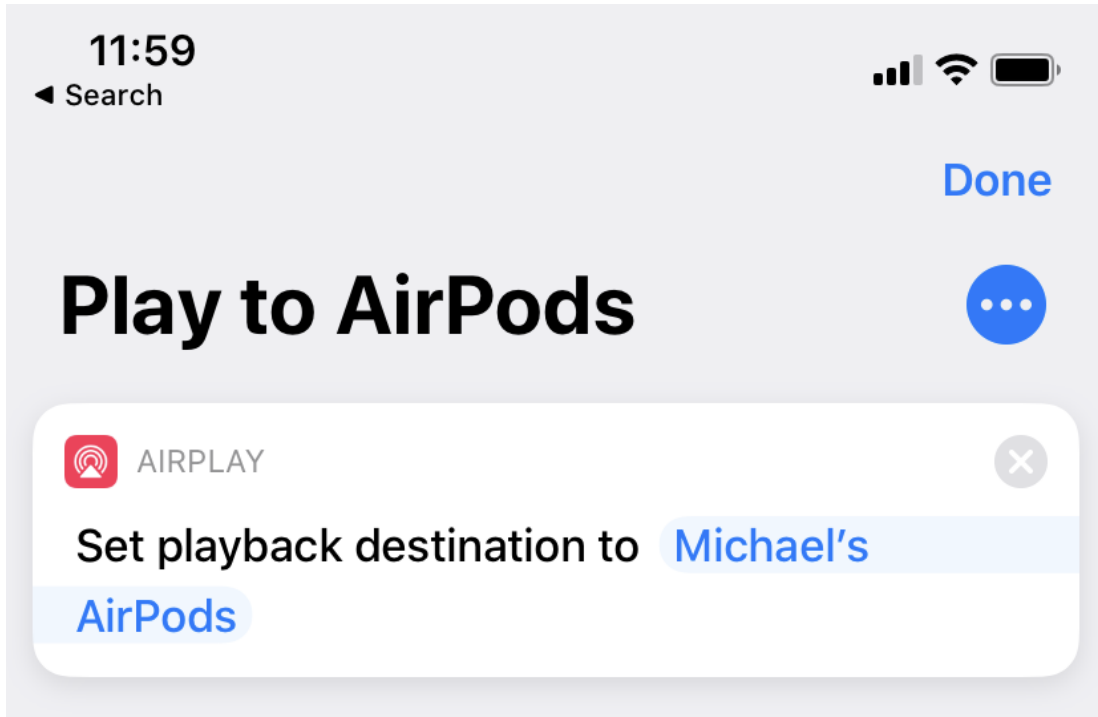 11:59
◀ Search
Done
Play to AirPods
AIRPLAY
Set playback destination to Michael’s
AirPods